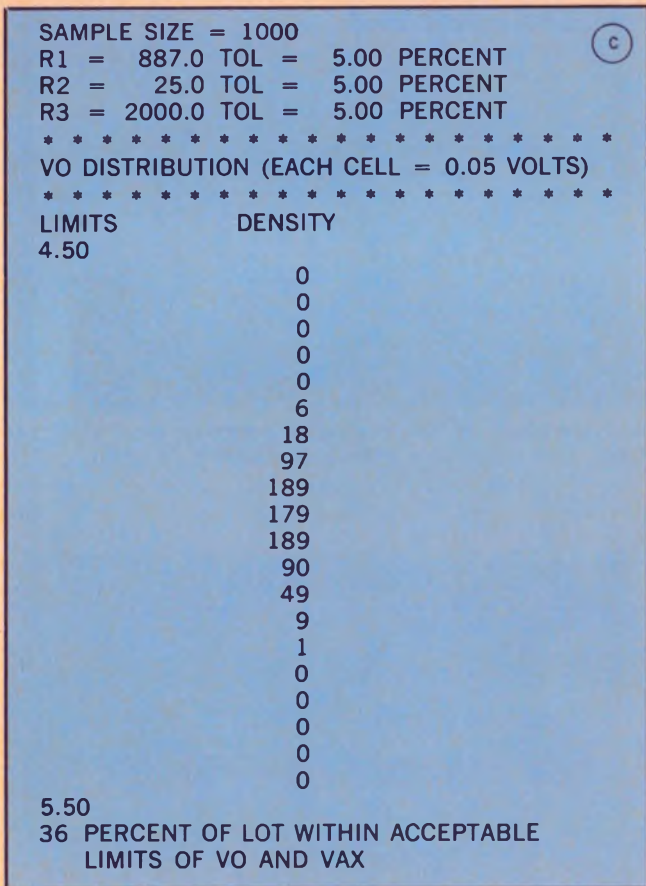 SAMPLE SIZE = 1000
C
R1 = 887.0 TOL = 5.00 PERCENT
R2 = 25.0 TOL = 5.00 PERCENT
R3 = 2000.0 TOL = 5.00 PERCENT
* * * * * * * * * * * * * * * * * * * *
VO DISTRIBUTION (EACH CELL = 0.05 VOLTS)
* * * * * * * * * * * * * * * * * * * *
LIMITS DENSITY
4.50
0
0
0
0
0
6
18
97
189
179
189
90
49
9
1
0
0
0
0
0
5.50
36 PERCENT OF LOT WITHIN ACCEPTABLE
LIMITS OF VO AND VAX